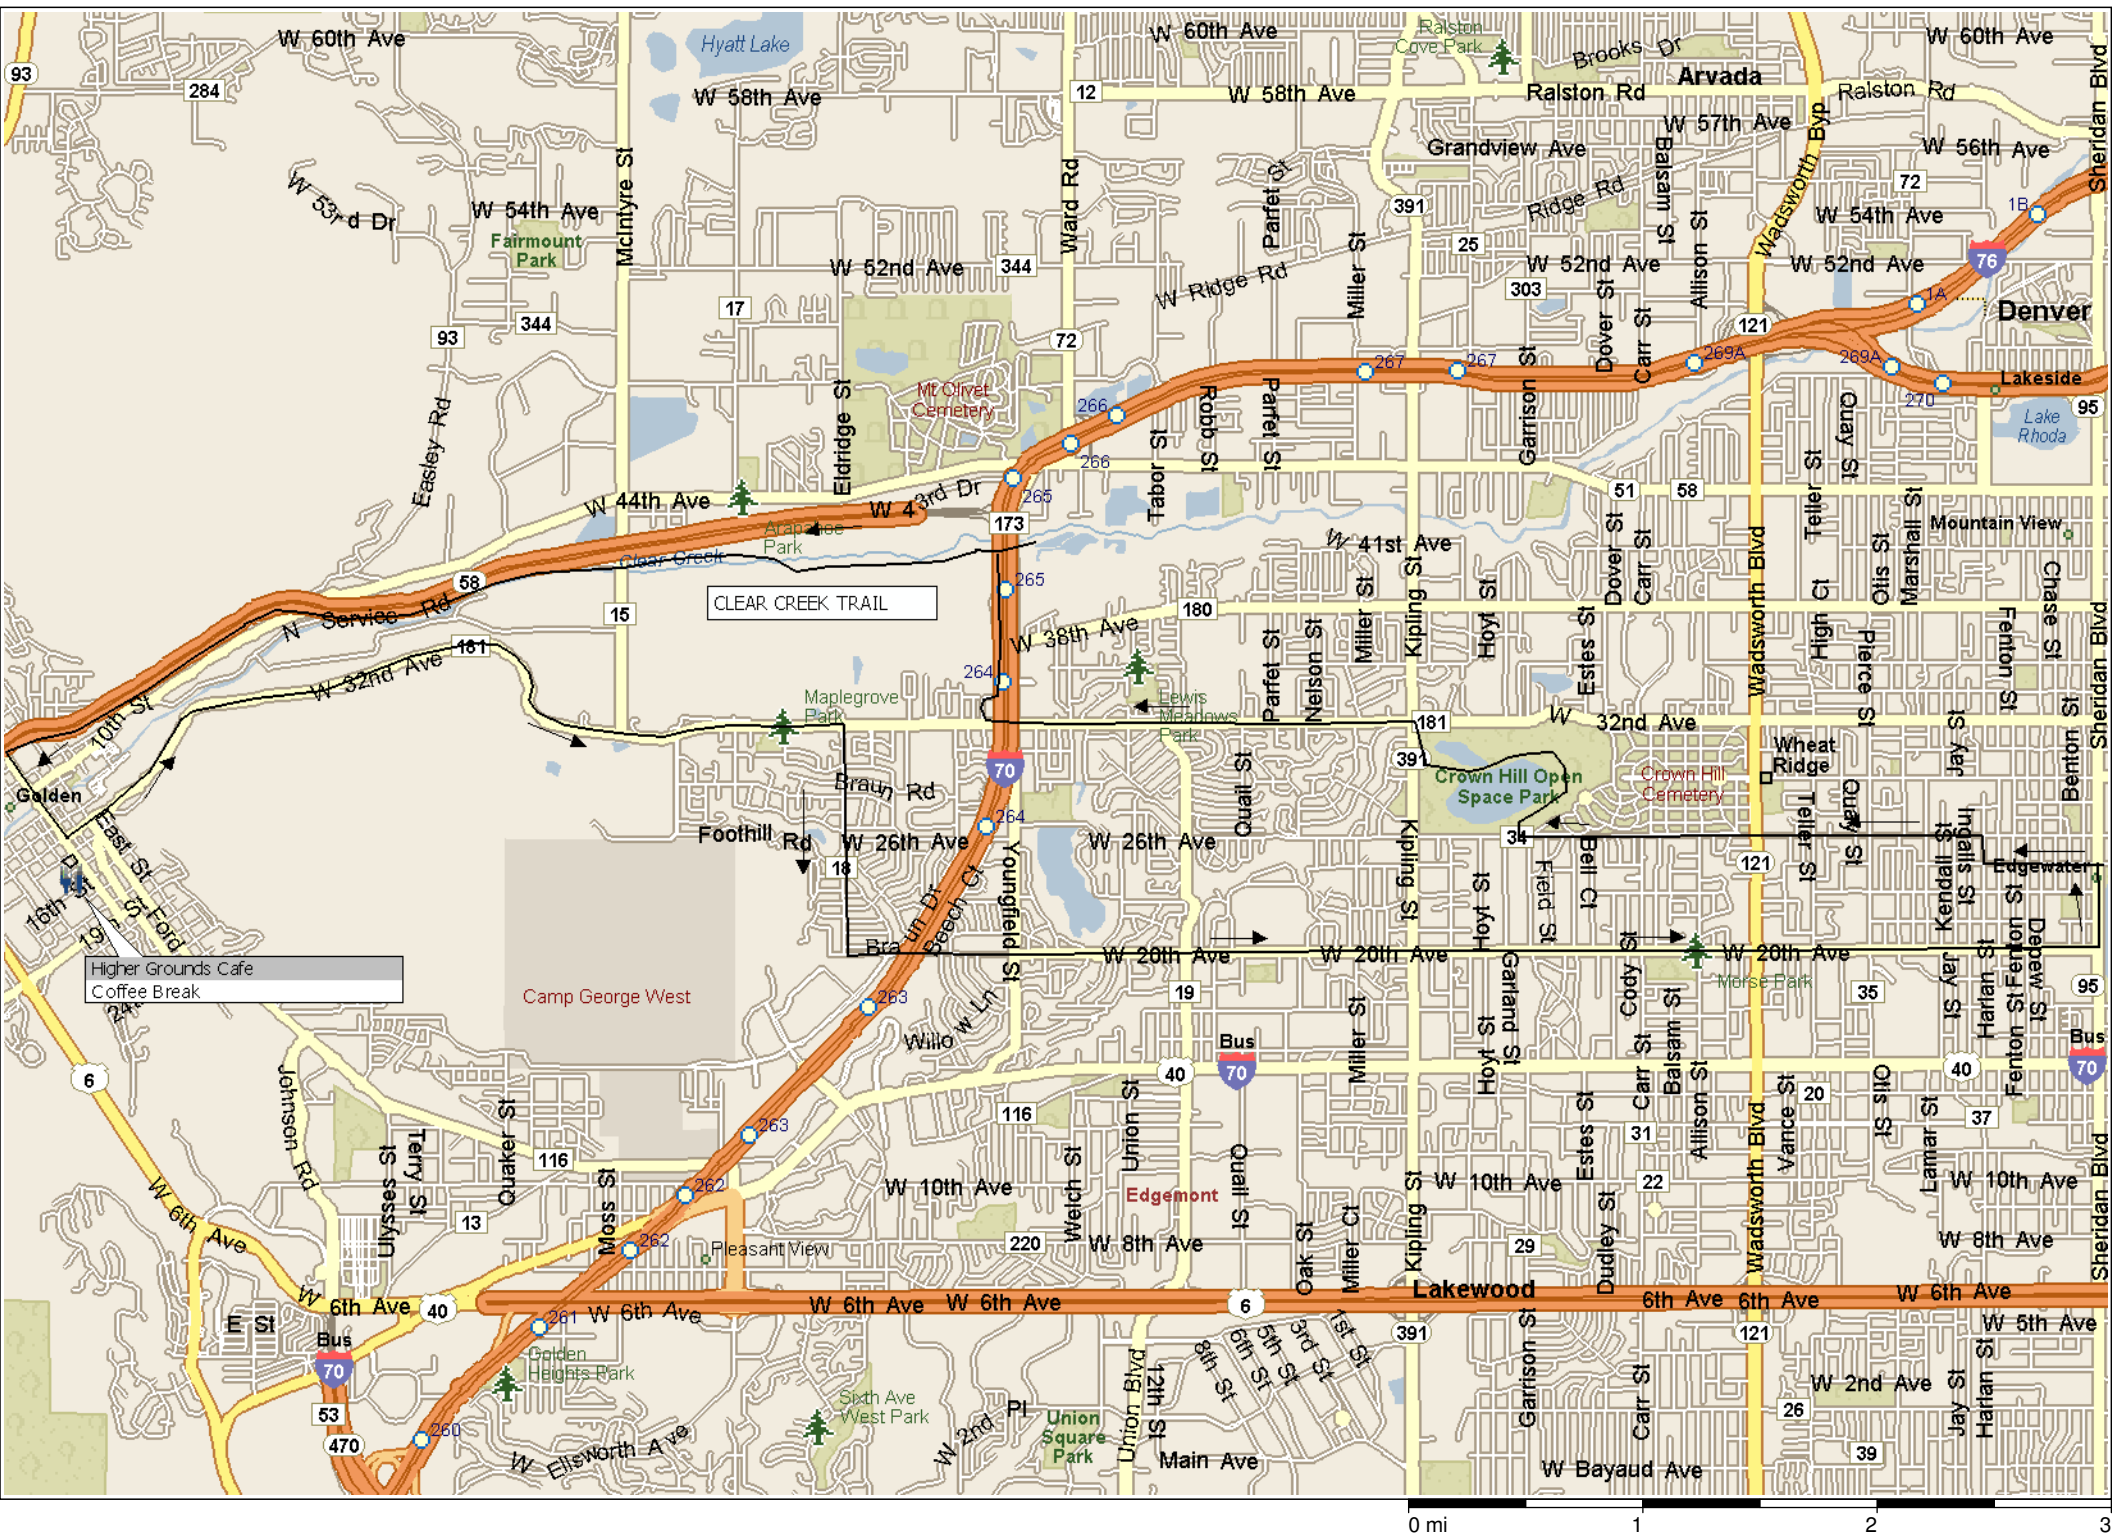 W 60th Ave
Hyatt Lake
W 60th Ave
Ralston
Cove Park
Brooks Dr
W 60th Ave
93
284
W 58th Ave
12
W 58th Ave
Arvada
Ralston Rd
Ralston Rd
Sheridan Blvd
W 57th Ave
Wadsworth Byp
Grandview Ave
Balsam St
W 56th Ave
McIntyre St
Ward Rd
Parfet St
W 53rd Dr
W 54th Ave
391
Ridge Rd
72
W 54th Ave
1B
Fairmount
Park
Allison St
25
Miller St
W 52nd Ave
344
W Ridge Rd
W 52nd Ave
W 52nd Ave
76
303
1A
Denver
17
344
93
72
121
Dover St
Carr St
Garrison St
267
267
269A
269A
Lakeside
270
95
Lake
Rhoda
Mt Olivet
Cemetery
Eldridge St
Easley Rd
266
266
Robb St
Parfet St
Tabor St
Quay St
Teller St
W 44th Ave
W 43rd Dr
265
173
51
58
Marshall St
Mountain View
Otis St
Arapahoe
Park
Clear Creek
W 41st Ave
Dover St
Carr St
Wadsworth Blvd
Chase St
58
265
CLEAR CREEK TRAIL
15
180
Miller St
Kipling St
Hoyt St
Estes St
High Ct
Pierce St
Fenton St
Sheridan Blvd
N Service Rd
181
W 38th Ave
W 32nd Ave
264
Parfet St
Nelson St
Maplegrove
Park
Lewis
Meadows
Park
181
W 32nd Ave
Jay St
Benton St
10th St
391
70
Wheat
Ridge
Crown Hill Open
Space Park
Crown Hill
Cemetery
Golden
Braun Rd
Quail St
Teller St
Quay St
East St
Foothill Rd
W 26th Ave
264
W 26th Ave
Kipling St
34
121
Kendall St
Ingalls St
Edgewater
18
Youngfield St
Field St
Bell Ct
16th St
Ford
Braun Dr
Beech Ct
Hoyt St
Fenton St
Depew St
Braun
W 20th Ave
W 20th Ave
W 20th Ave
Higher Grounds Cafe
Coffee Break
Camp George West
263
19
Garland St
Cody St
Morse Park
35
Jay St
Harlan St
Fenton St
95
Willow Ln
Miller St
Hoyt St
Balsam St
Bus
70
Bus
70
6
40
40
Johnson Rd
116
Union St
Carr St
Allison St
20
Otis St
37
Vance St
263
Quaker St
Terry St
Ulysses St
116
31
Estes St
Lamar St
Moss St
262
W 10th Ave
Edgemont
Welch St
Quail St
W 10th Ave
22
W 10th Ave
Sheridan Blvd
W 6th Ave
13
262
Pleasant View
220
W 8th Ave
Oak St
Miller Ct
Kipling St
29
Dudley St
Wadsworth Blvd
W 8th Ave
W 6th Ave
40
261
W 6th Ave
W 6th Ave
W 6th Ave
6
Lakewood
6th Ave
6th Ave
W 6th Ave
E St
Bus
70
391
121
W 5th Ave
Golden
Heights Park
8th St
6th St
5th St
3rd St
1st St
Garrison St
Carr St
53
470
260
Sixth Ave
West Park
W 2nd Pl
Union
Square
Park
Union Blvd
12th St
W 2nd Ave
26
Jay St
Harlan St
W Ellsworth Ave
Main Ave
W Bayaud Ave
39
0 mi
1
2
3